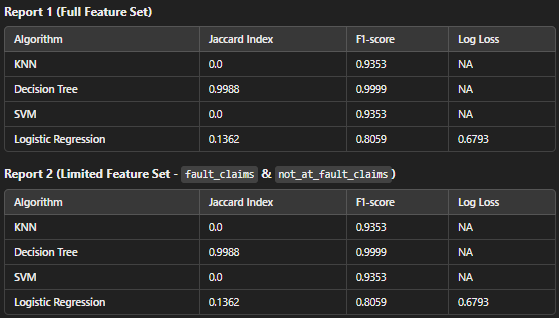 Report 1 (Full Feature Set)
Algorithm Jaccard Index F1-score Log Loss
KNN 0.0 0.9353 NA
Decision Tree 0.9988 0.9999 NA
SVM 0.0 0.9353 NA
Logistic Regression 0.1362 0.8059 0.6793
Report 2 (Limited Feature Set - fault_claims & not_at_fault_claims)
Algorithm Jaccard Index F1-score Log Loss
KNN 0.0 0.9353 NA
Decision Tree 0.9988 0.9999 NA
SVM 0.0 0.9353 NA
Logistic Regression 0.1362 0.8059 0.6793